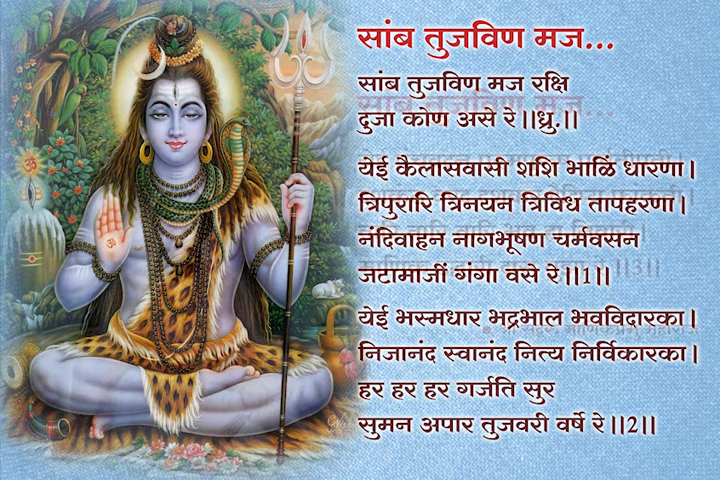 सांब तुजविण मज...
सांब तुजविण मज रक्षि
दुजा कोण असे रे॥ध्रु.॥
येई कैलासवासी शशि भाळिं धारणा।
त्रिपुरारि त्रिनयन त्रिविध तापहरणा।
नंदिवाहन नागभूषण चर्मवसन
जटामाजीं गंगा वसे रे॥1॥
येई भस्मधार भद्रभाल भवविदारका।
निजानंद स्वानंद नित्य निर्विकारका।
हर हर हर गर्जति सुर
सुमन अपार तुजवरी वर्षे रे॥2॥
ॐ